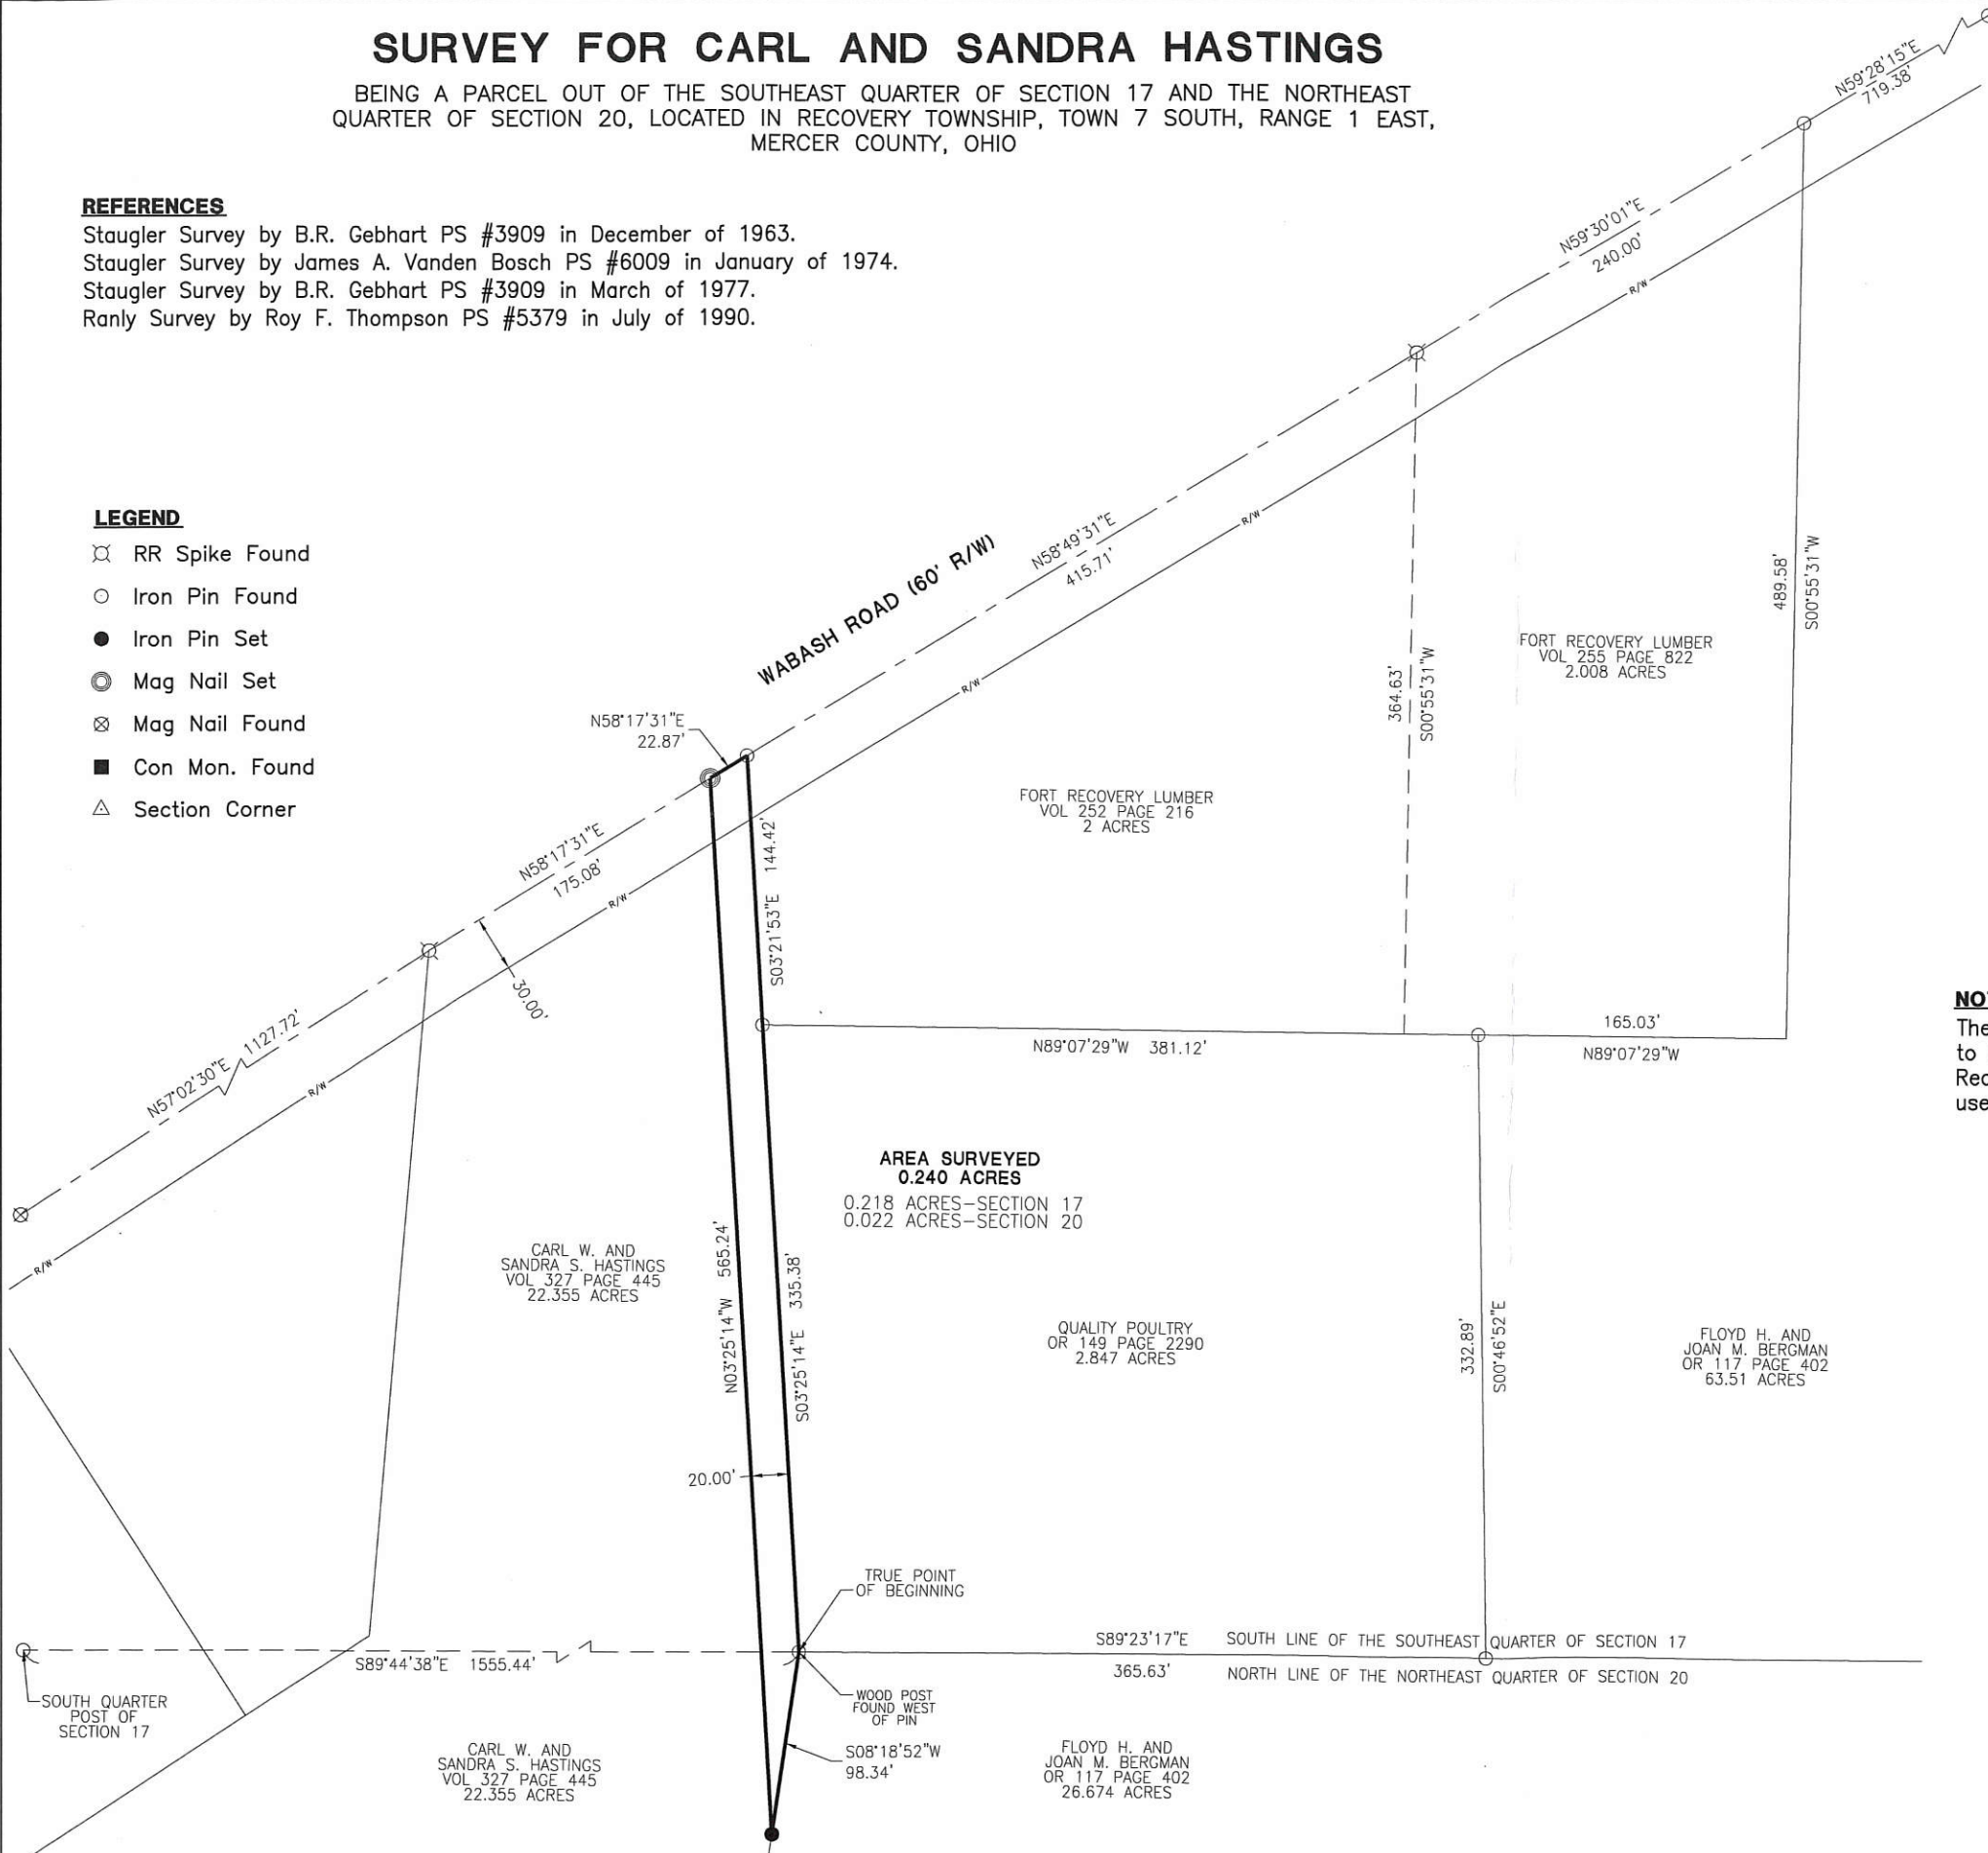 SURVEY FOR CARL AND SANDRA HASTINGS
BEING A PARCEL OUT OF THE SOUTHEAST QUARTER OF SECTION 17 AND THE NORTHEAST
QUARTER OF SECTION 20, LOCATED IN RECOVERY TOWNSHIP, TOWN 7 SOUTH, RANGE 1 EAST,
MERCER COUNTY, OHIO
REFERENCES
Staugler Survey by B.R. Gebhart PS #3909 in December of 1963.
Staugler Survey by James A. Vanden Bosch PS #6009 in January of 1974.
Staugler Survey by B.R. Gebhart PS #3909 in March of 1977.
Ranly Survey by Roy F. Thompson PS #5379 in July of 1990.
LEGEND
RR Spike Found
Iron Pin Found
Iron Pin Set
Mag Nail Set
Mag Nail Found
Con Mon. Found
Section Corner
N59°28'15"E
719.38'
N59°30'01"E
240.00'
R/W
N58°49'31"E
415.71'
R/W
WABASH ROAD (60' R/W)
R/W
489.58'
S00°55'31"W
FORT RECOVERY LUMBER
VOL 255 PAGE 822
2.008 ACRES
364.63'
S00°55'31"W
N58°17'31"E
22.87'
FORT RECOVERY LUMBER
VOL 252 PAGE 216
2 ACRES
N58°17'31"E
175.08'
R/W
S03°21'53"E 144.42'
30.00'
N57°02'30"E 1127.72'
R/W
R/W
N89°07'29"W 381.12'
165.03'
N89°07'29"W
NO
The
to
Rec
use
AREA SURVEYED
0.240 ACRES
0.218 ACRES-SECTION 17
0.022 ACRES-SECTION 20
CARL W. AND
SANDRA S. HASTINGS
VOL 327 PAGE 445
22.355 ACRES
N03°25'14"W 565.24'
S03°25'14"E 335.38'
QUALITY POULTRY
OR 149 PAGE 2290
2.847 ACRES
332.89'
S00°46'52"E
FLOYD H. AND
JOAN M. BERGMAN
OR 117 PAGE 402
63.51 ACRES
20.00'
TRUE POINT
OF BEGINNING
S89°44'38"E 1555.44'
S89°23'17"E SOUTH LINE OF THE SOUTHEAST QUARTER OF SECTION 17
365.63' NORTH LINE OF THE NORTHEAST QUARTER OF SECTION 20
SOUTH QUARTER
POST OF
SECTION 17
WOOD POST
FOUND WEST
OF PIN
S08°18'52"W
98.34'
CARL W. AND
SANDRA S. HASTINGS
VOL 327 PAGE 445
22.355 ACRES
FLOYD H. AND
JOAN M. BERGMAN
OR 117 PAGE 402
26.674 ACRES